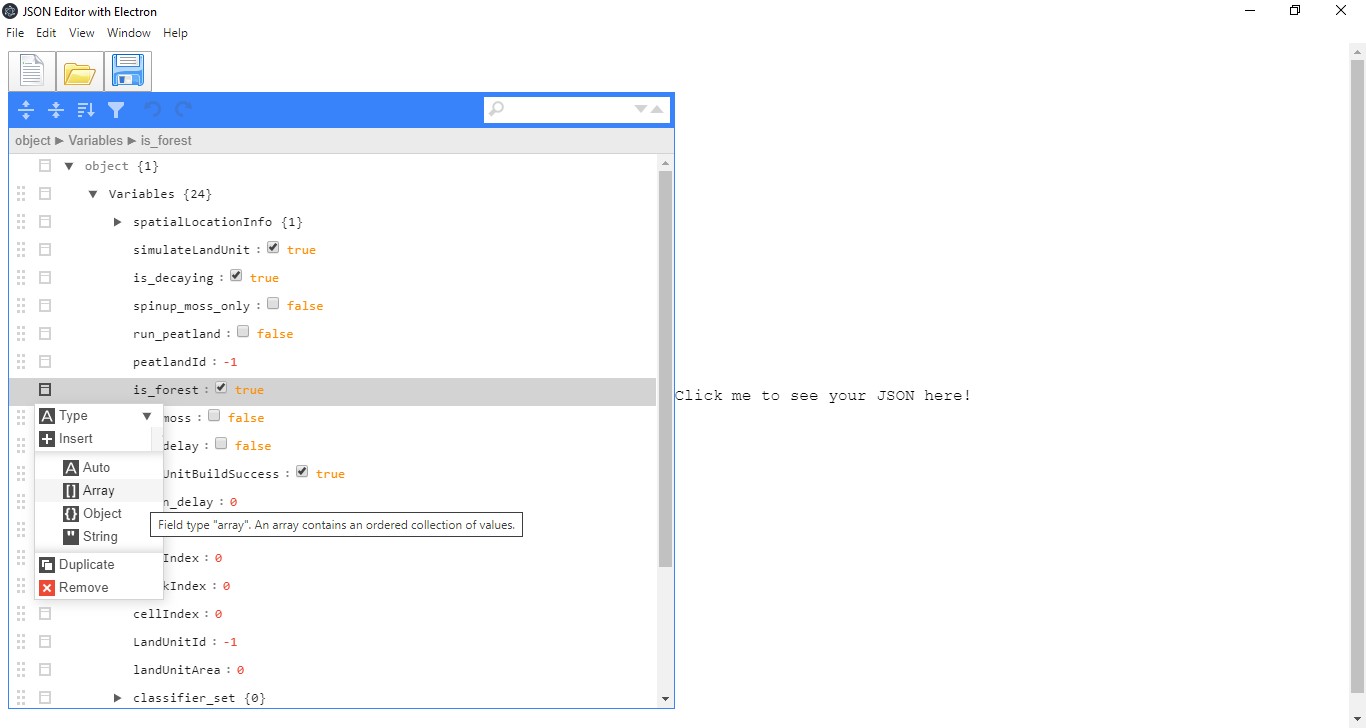 JSON Editor with Electron
File Edit View Window Help
object ▶ Variables ▶ is_forest
object {1}
Variables {24}
spatialLocationInfo {1}
simulateLandUnit : true
is_decaying : true
spinup_moss_only : false
run_peatland : false
peatlandId : -1
is_forest : true
Click me to see your JSON here!
A Type
moss : false
Insert
delay : false
A Auto
UnitBuildSuccess : true
[] Array
n_delay : 0
{} Object
Field type "array". An array contains an ordered collection of values.
" String
Index : 0
Duplicate
kIndex : 0
Remove
cellIndex : 0
LandUnitId : -1
landUnitArea : 0
classifier_set {0}